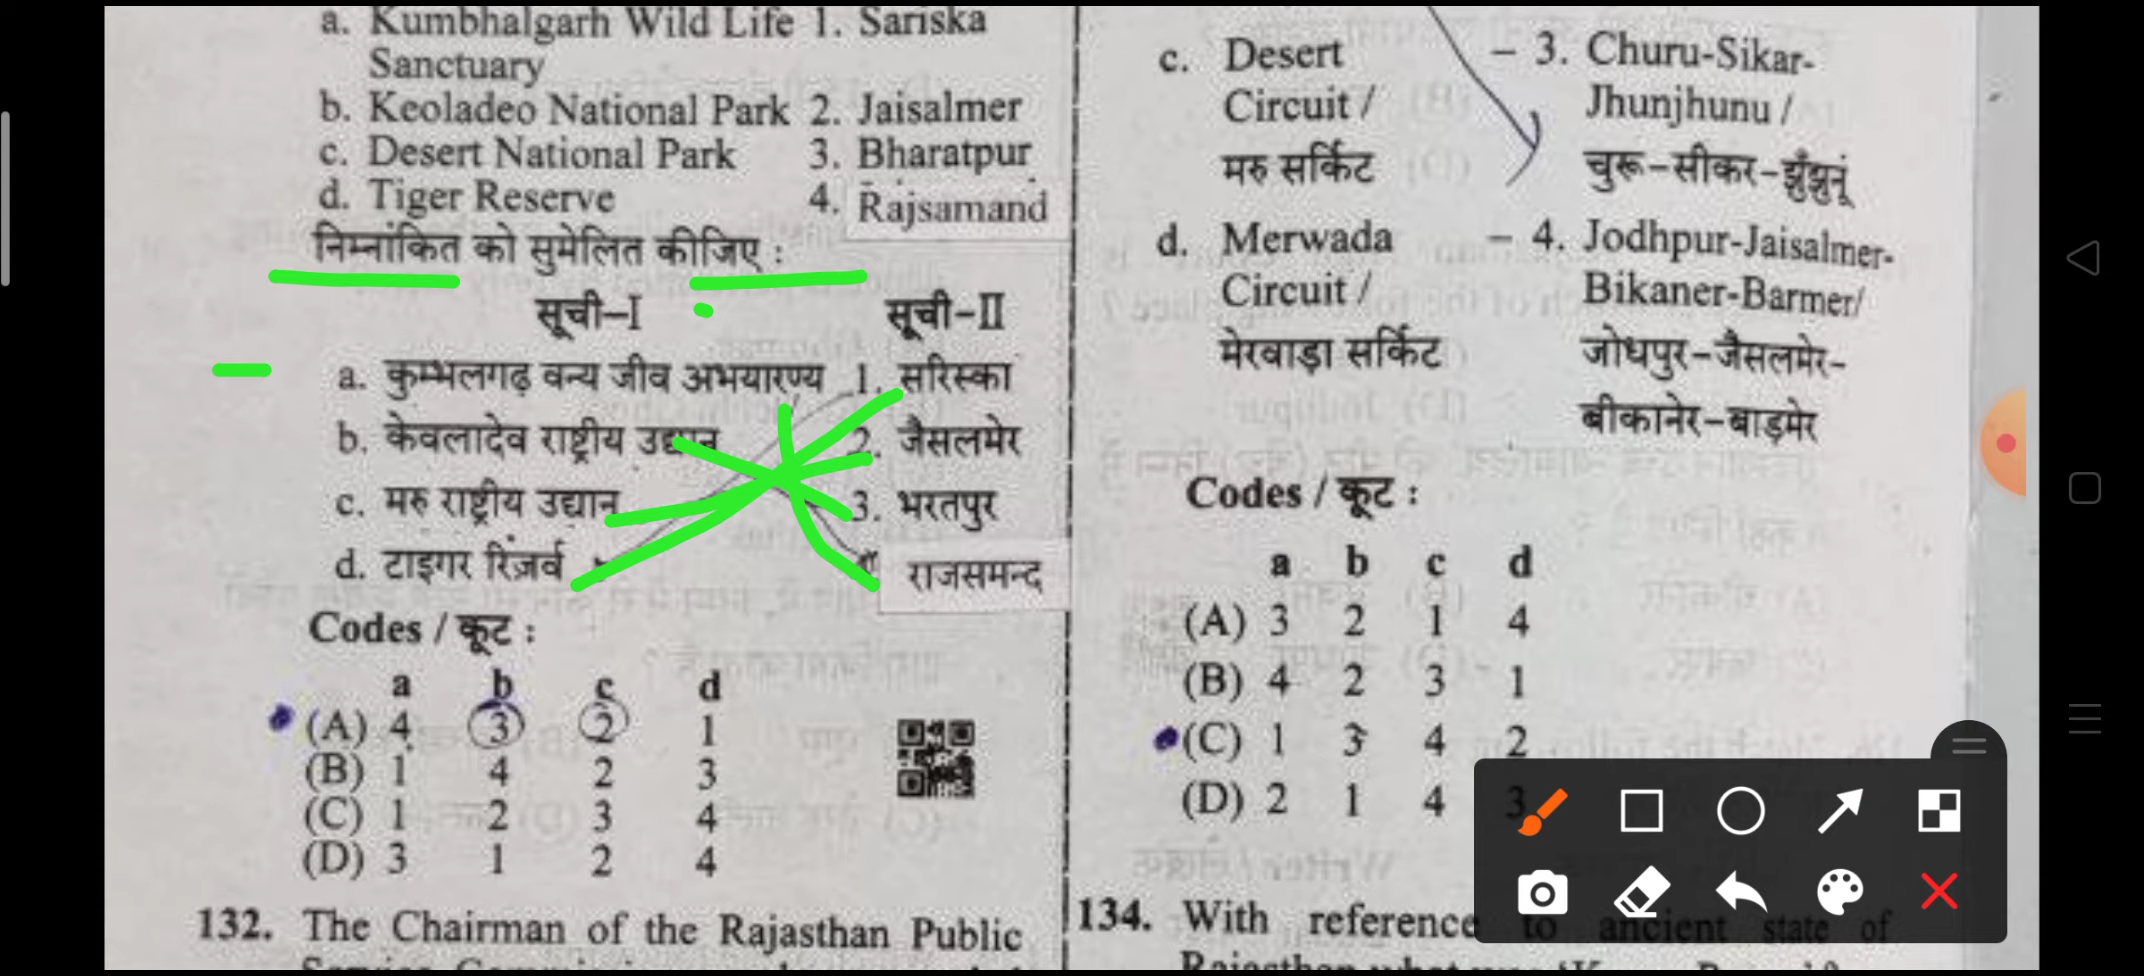 a. Kumbhalgarh Wild Life 1. Sariska
Sanctuary
b. Keoladeo National Park 2. Jaisalmer
c. Desert National Park 3. Bharatpur
d. Tiger Reserve 4. Rajsamand
निम्नांकित को सुमेलित कीजिए :
सूची-I सूची-II
a. कुम्भलगढ़ वन्य जीव अभयारण्य 1. सरिस्का
b. केवलादेव राष्ट्रीय उद्यान 2. जैसलमेर
c. मरु राष्ट्रीय उद्यान 3. भरतपुर
d. टाइगर रिज़र्व राजसमन्द
Codes / कूट :
a b c d
(A) 4 3 2 1
(B) 1 4 2 3
(C) 1 2 3 4
(D) 3 1 2 4
132. The Chairman of the Rajasthan Public
c. Desert – 3. Churu-Sikar-
Circuit / Jhunjhunu /
मरु सर्किट चुरू-सीकर-झुँझुनूं
d. Merwada – 4. Jodhpur-Jaisalmer-
Circuit / Bikaner-Barmer/
मेरवाड़ा सर्किट जोधपुर-जैसलमेर-
बीकानेर-बाड़मेर
Codes / कूट :
a b c d
(A) 3 2 1 4
(B) 4 2 3 1
(C) 1 3 4 2
(D) 2 1 4 3
134. With reference to ancient state of